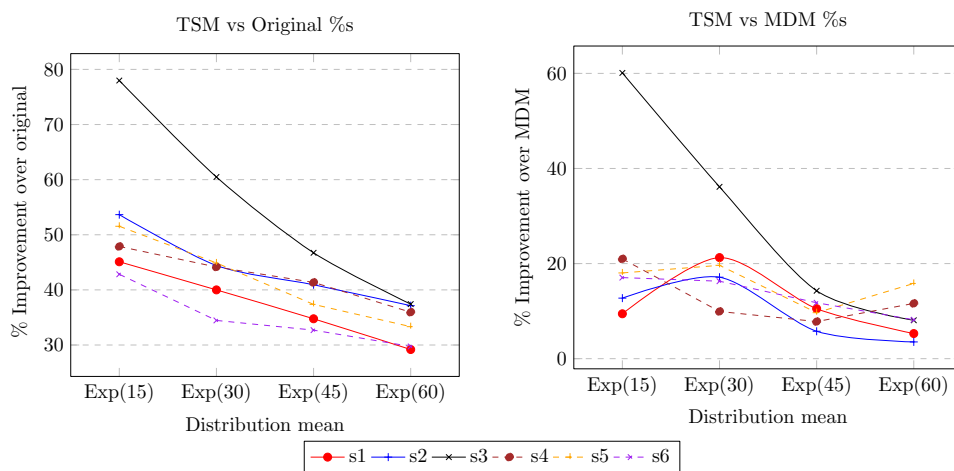 TSM vs Original %s
% Improvement over original
80
70
60
50
40
30
Exp(15) Exp(30) Exp(45) Exp(60)
Distribution mean
TSM vs MDM %s
% Improvement over MDM
60
40
20
0
Exp(15) Exp(30) Exp(45) Exp(60)
Distribution mean
s1 s2 s3 s4 s5 s6